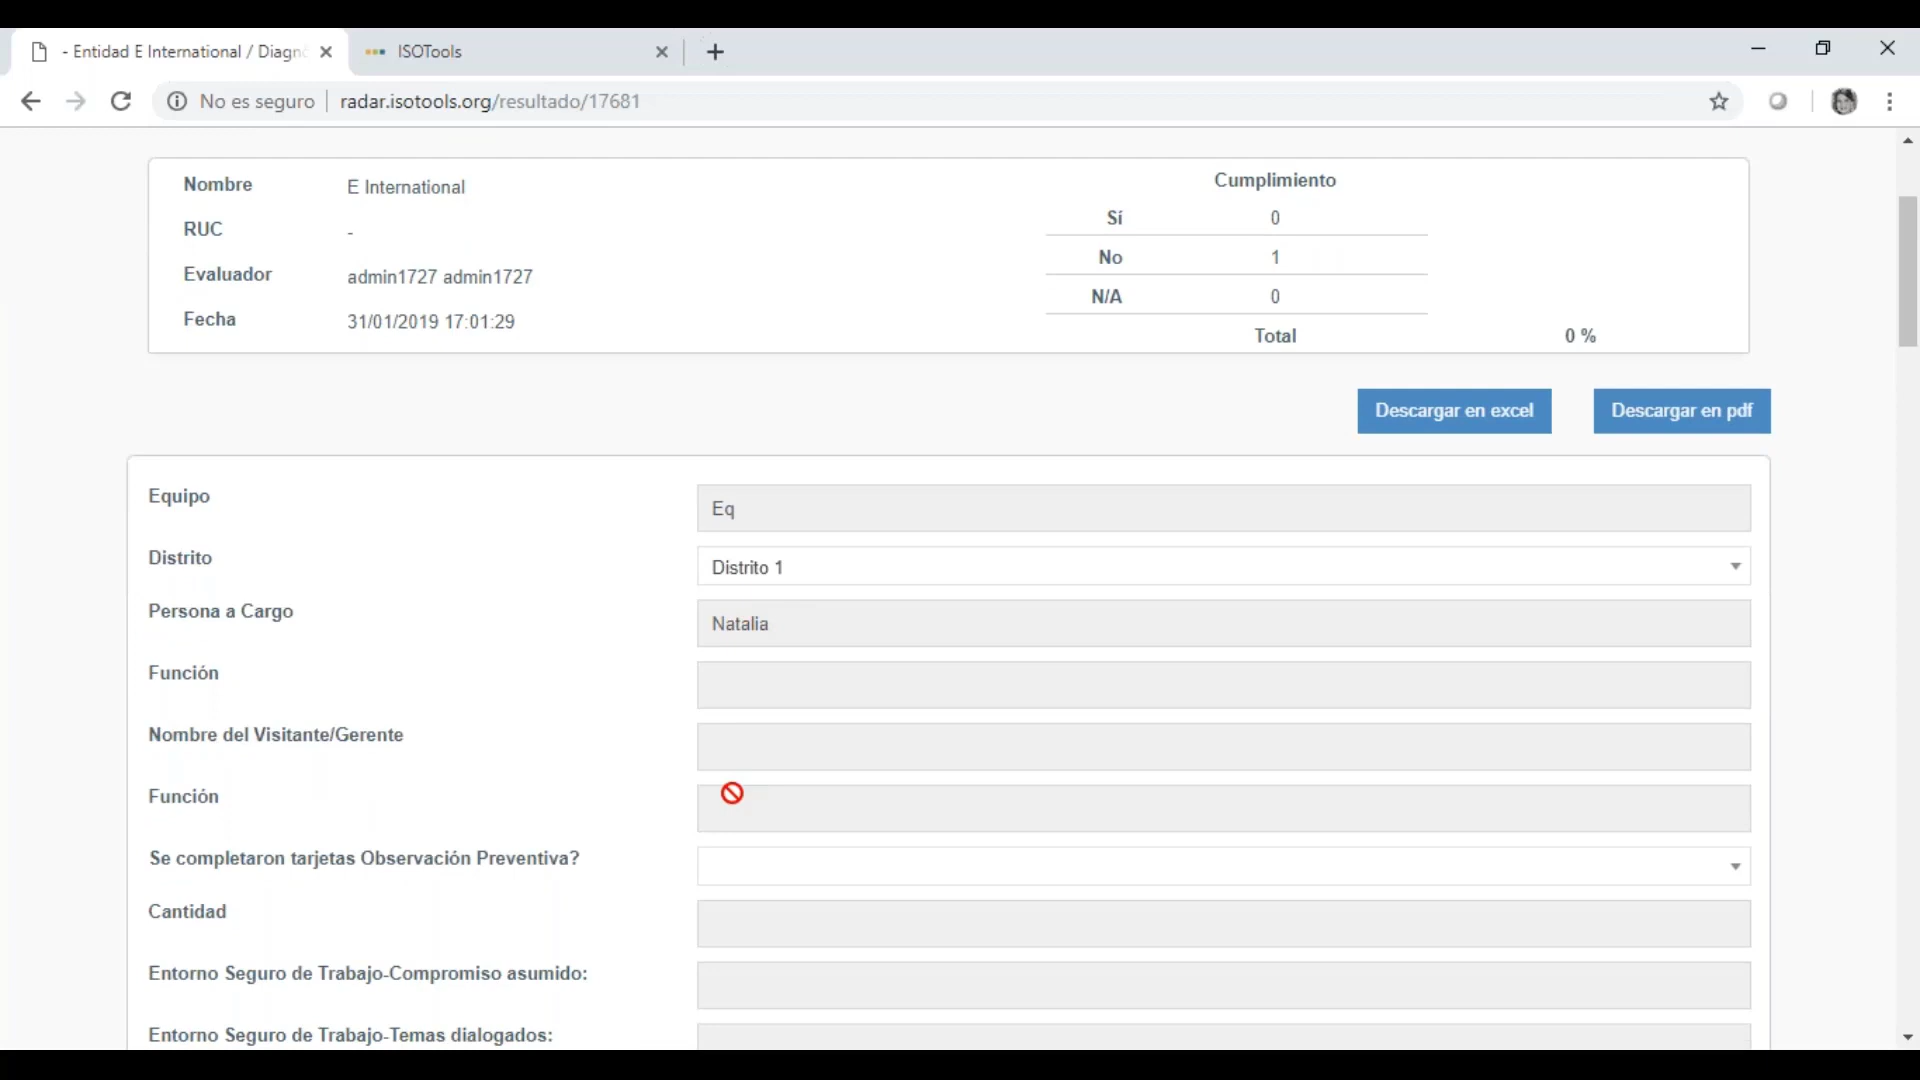 - Entidad E International / Diagn
ISOTools
No es seguro
radar.isotools.org/resultado/17681
Nombre
E International
RUC
-
Evaluador
admin1727 admin1727
Fecha
31/01/2019 17:01:29
Cumplimiento
Sí 0
No 1
N/A 0
Total 0 %
Descargar en excel
Descargar en pdf
Equipo
Eq
Distrito
Distrito 1
Persona a Cargo
Natalia
Función
Nombre del Visitante/Gerente
Función
Se completaron tarjetas Observación Preventiva?
Cantidad
Entorno Seguro de Trabajo-Compromiso asumido:
Entorno Seguro de Trabajo-Temas dialogados: